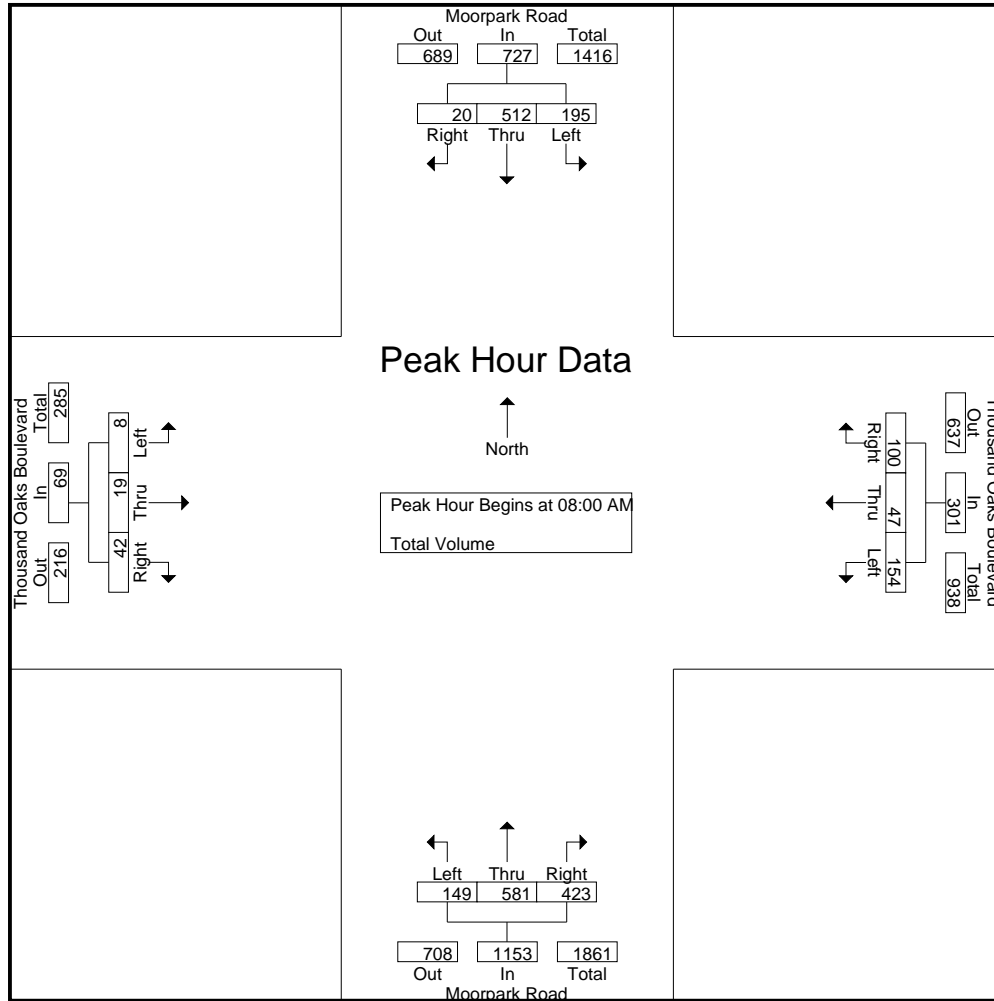 Moorpark Road
Out In Total
689 727 1416
20 512 195
Right Thru Left
Peak Hour Data
North
Peak Hour Begins at 08:00 AM
Total Volume
Thousand Oaks Boulevard
Total In Out
285 69 216
8 19 42
Left Thru Right
Thousand Oaks Boulevard
Out In Total
637 301 938
100 47 154
Right Thru Left
Left Thru Right
149 581 423
708 1153 1861
Out In Total
Moorpark Road